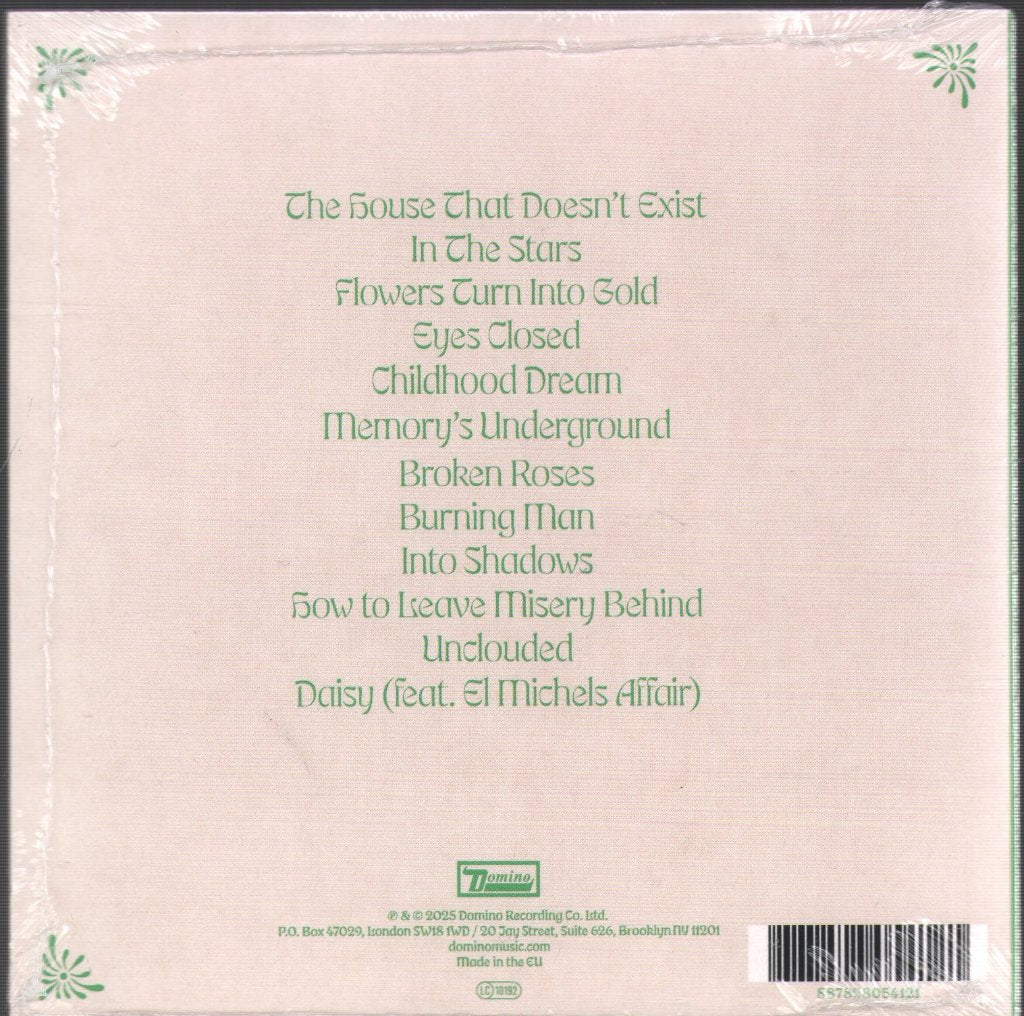 The House That Doesn't Exist
In The Stars
Flowers Turn Into Gold
Eyes Closed
Childhood Dream
Memory's Underground
Broken Roses
Burning Man
Into Shadows
How to Leave Misery Behind
Unclouded
Daisy (feat. El Michels Affair)
Domino
℗ & © 2025 Domino Recording Co. Ltd.
P.O. Box 47029, London SW18 1WD / 20 Jay Street, Suite 626, Brooklyn NY 11201
dominomusic.com
Made in the EU
LC 10192